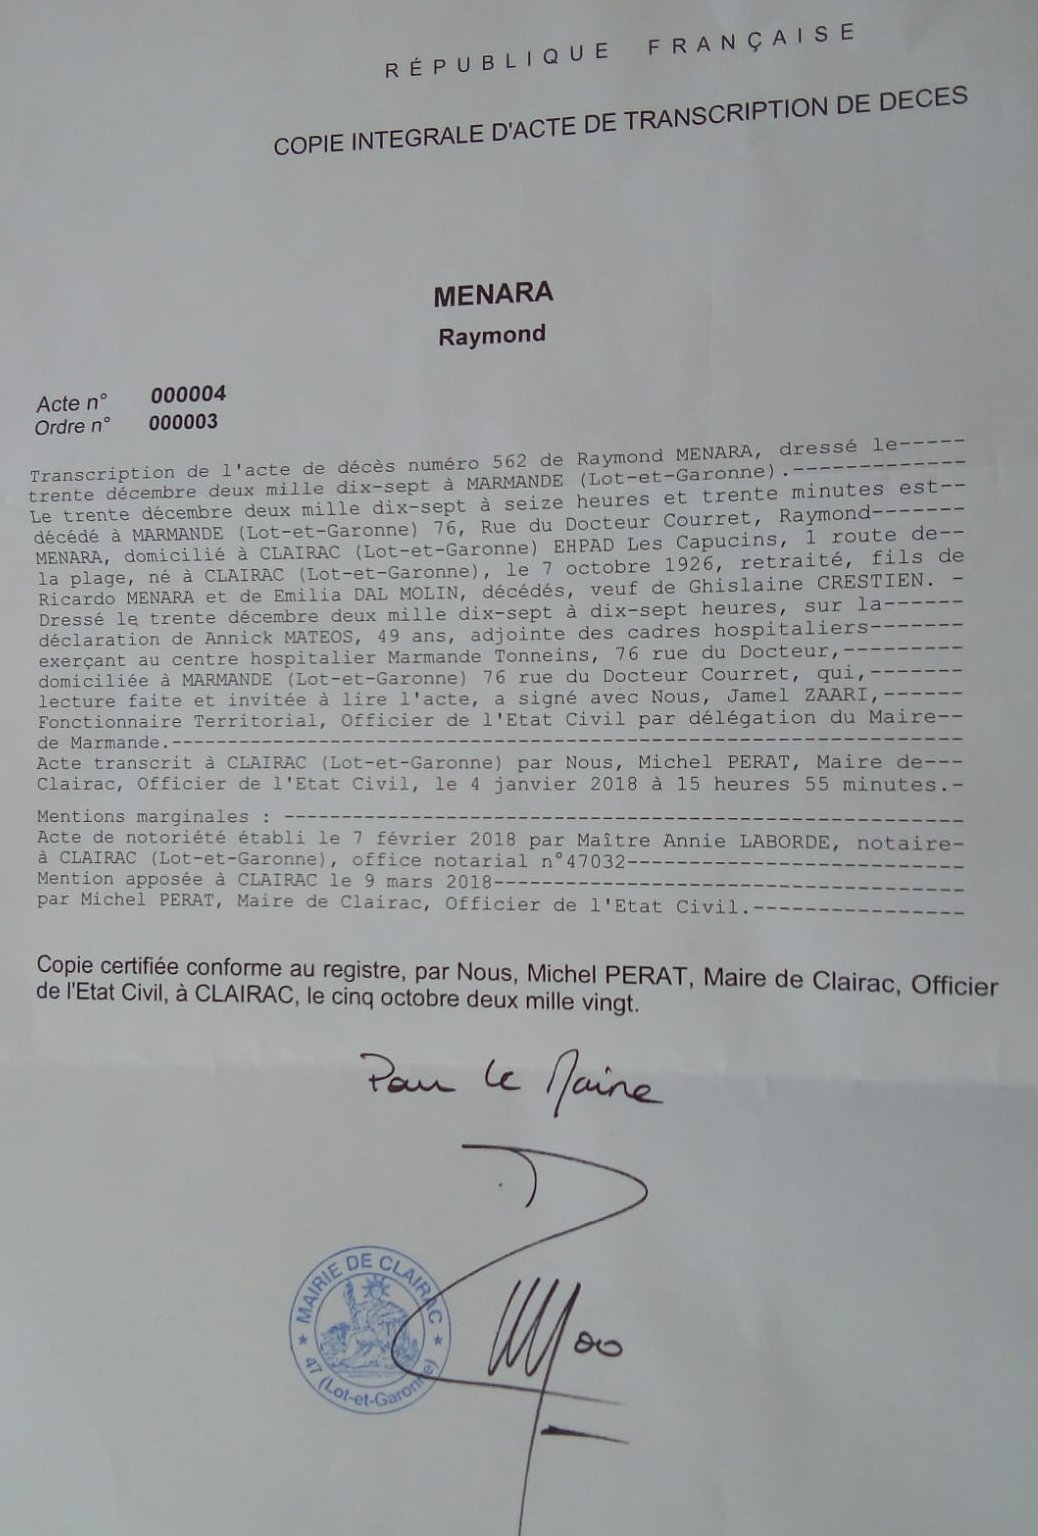 RÉPUBLIQUE FRANÇAISE
COPIE INTEGRALE D'ACTE DE TRANSCRIPTION DE DECES
MENARA
Raymond
Acte n° 000004
Ordre n° 000003
Transcription de l'acte de décès numéro 562 de Raymond MENARA, dressé le-----
trente décembre deux mille dix-sept à MARMANDE (Lot-et-Garonne).-------------
Le trente décembre deux mille dix-sept à seize heures et trente minutes est--
décédé à MARMANDE (Lot-et-Garonne) 76, Rue du Docteur Courret, Raymond-------
MENARA, domicilié à CLAIRAC (Lot-et-Garonne) EHPAD Les Capucins, 1 route de--
la plage, né à CLAIRAC (Lot-et-Garonne), le 7 octobre 1926, retraité, fils de
Ricardo MENARA et de Emilia DAL MOLIN, décédés, veuf de Ghislaine CRESTIEN. -
Dressé le trente décembre deux mille dix-sept à dix-sept heures, sur la------
déclaration de Annick MATEOS, 49 ans, adjointe des cadres hospitaliers-------
exerçant au centre hospitalier Marmande Tonneins, 76 rue du Docteur,---------
domiciliée à MARMANDE (Lot-et-Garonne) 76 rue du Docteur Courret, qui,-------
lecture faite et invitée à lire l'acte, a signé avec Nous, Jamel ZAARI,------
Fonctionnaire Territorial, Officier de l'Etat Civil par délégation du Maire--
de Marmande.-----------------------------------------------------------------
Acte transcrit à CLAIRAC (Lot-et-Garonne) par Nous, Michel PERAT, Maire de---
Clairac, Officier de l'Etat Civil, le 4 janvier 2018 à 15 heures 55 minutes.-
Mentions marginales : -------------------------------------------------------
Acte de notoriété établi le 7 février 2018 par Maître Annie LABORDE, notaire-
à CLAIRAC (Lot-et-Garonne), office notarial n°47032--------------------------
Mention apposée à CLAIRAC le 9 mars 2018-------------------------------------
par Michel PERAT, Maire de Clairac, Officier de l'Etat Civil.----------------
Copie certifiée conforme au registre, par Nous, Michel PERAT, Maire de Clairac, Officier
de l'Etat Civil, à CLAIRAC, le cinq octobre deux mille vingt.
Pour le Maire
MAIRIE DE CLAIRAC
47 (Lot-et-Garonne)